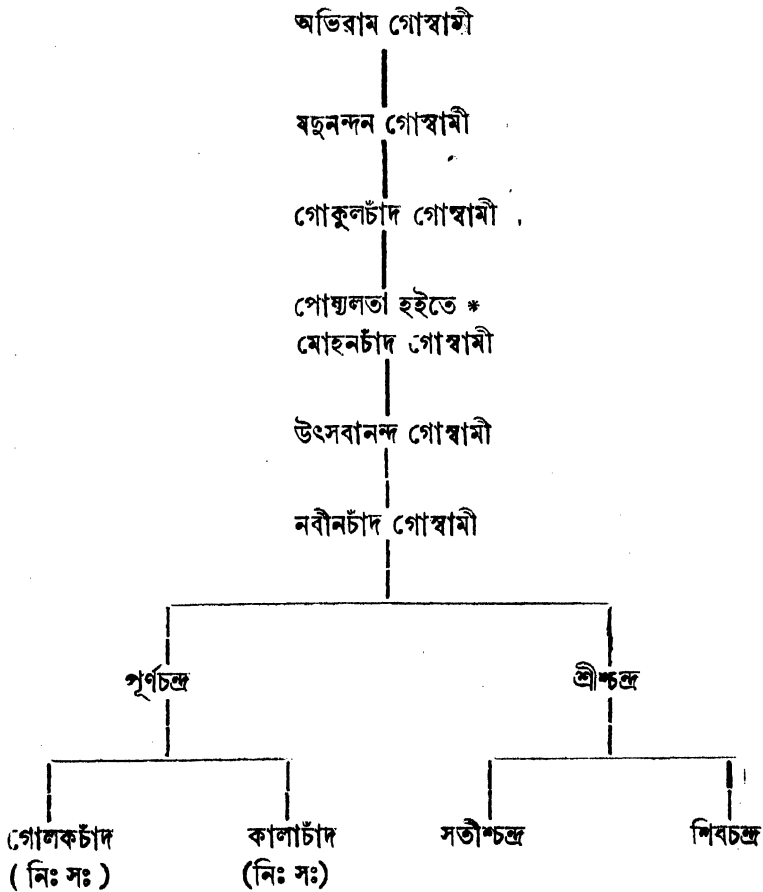 অভিরাম গোস্বামী
যদুনন্দন গোস্বামী
গোকুলচাঁদ গোস্বামী
পোষ্যলতা হইতে *
মোহনচাঁদ গোস্বামী
উৎসবানন্দ গোস্বামী
নবীনচাঁদ গোস্বামী
পূর্ণচন্দ্র শ্রীশচন্দ্র
গোলকচাঁদ কালাচাঁদ সতীশচন্দ্র শিবচন্দ্র
( নিঃ সঃ ) (নিঃ সঃ)